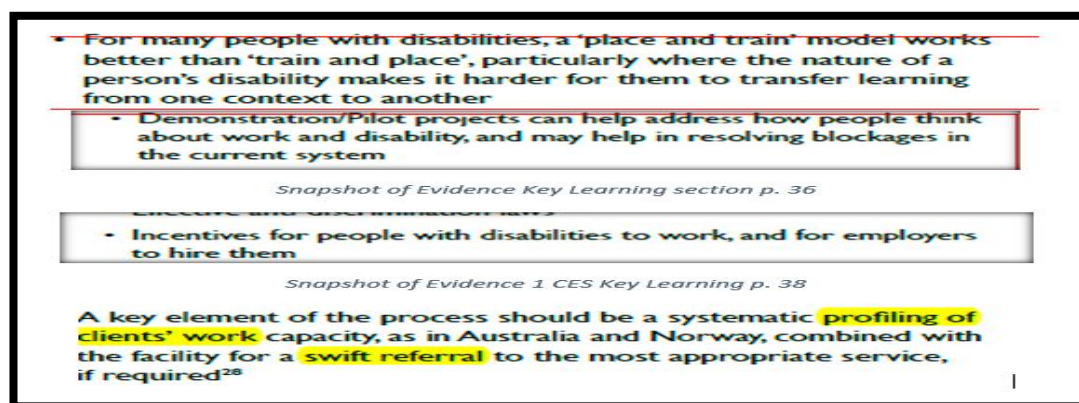 • For many people with disabilities, a 'place and train' model works
better than 'train and place', particularly where the nature of a
person's disability makes it harder for them to transfer learning
from one context to another
• Demonstration/Pilot projects can help address how people think
about work and disability, and may help in resolving blockages in
the current system
Snapshot of Evidence Key Learning section p. 36
Effective anti discrimination laws
• Incentives for people with disabilities to work, and for employers
to hire them
Snapshot of Evidence 1 CES Key Learning p. 38
A key element of the process should be a systematic profiling of
clients' work capacity, as in Australia and Norway, combined with
the facility for a swift referral to the most appropriate service,
if required28